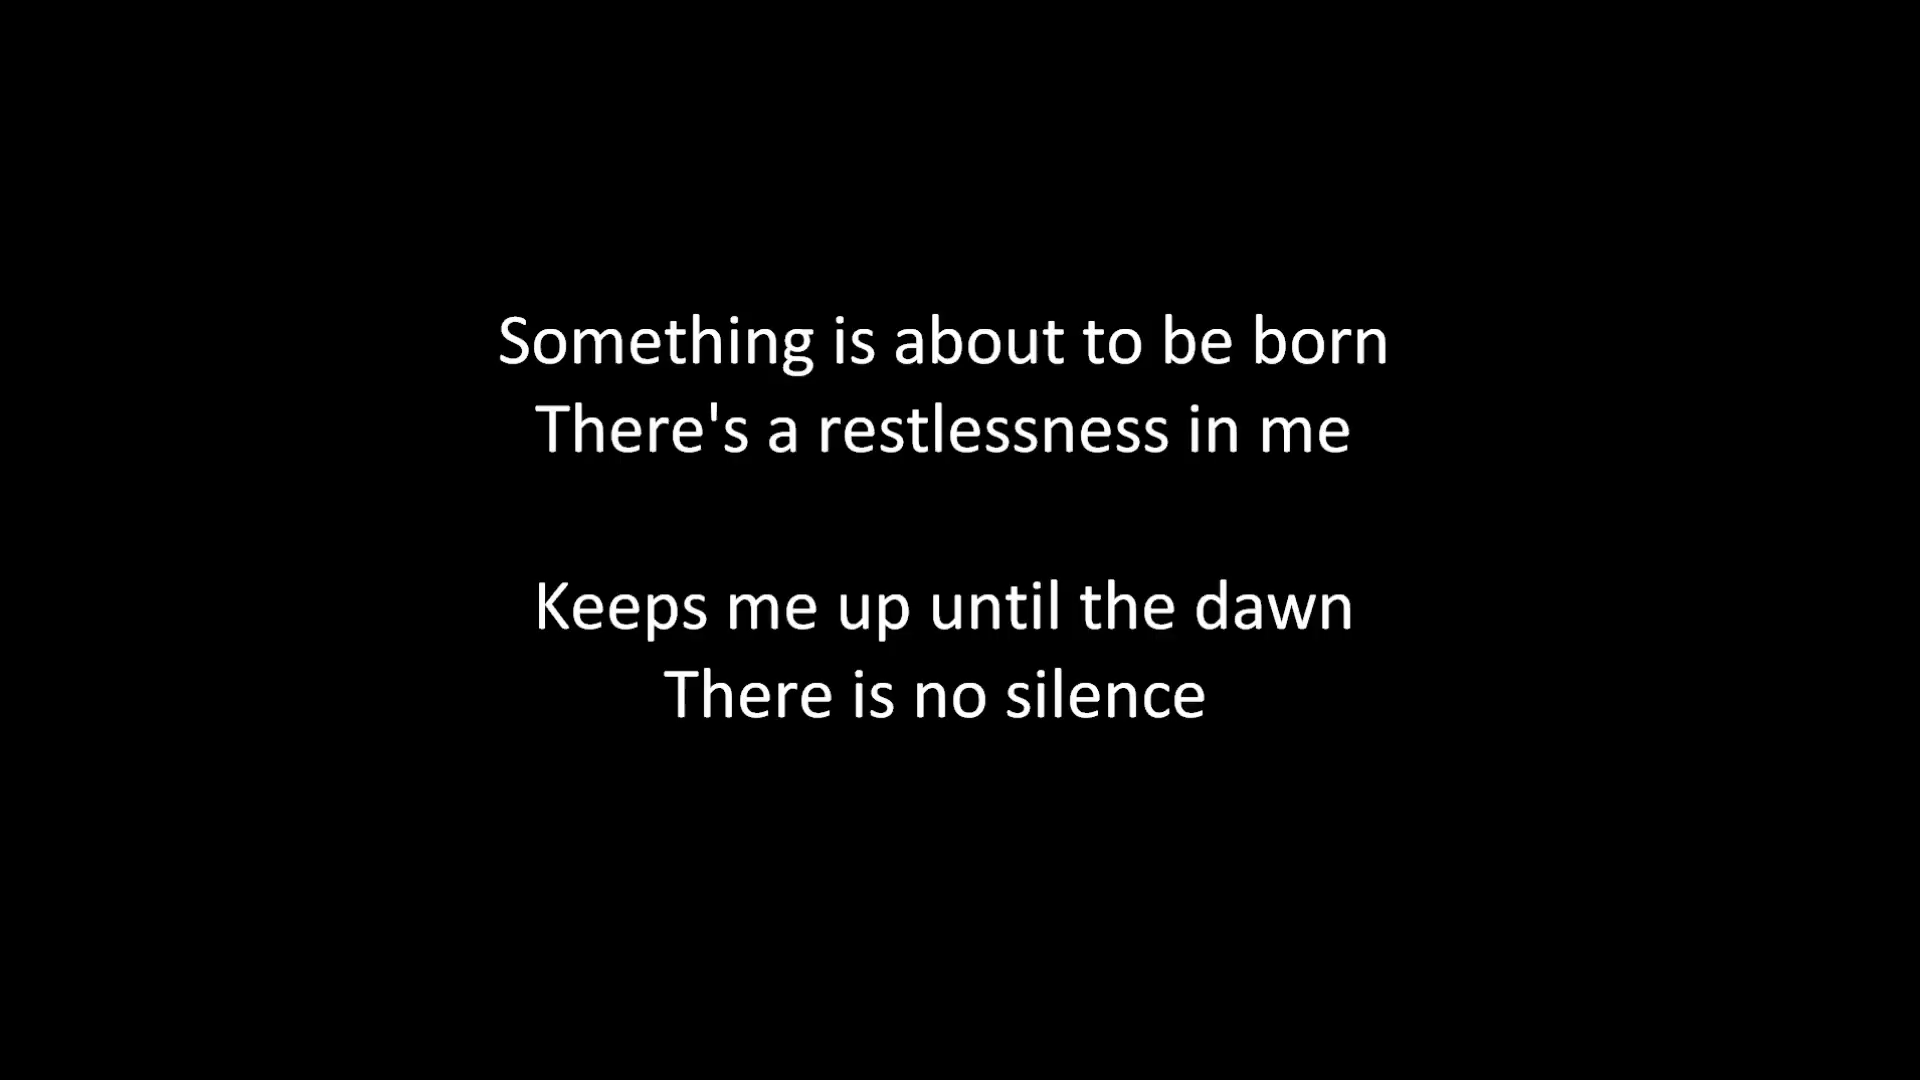 Something is about to be born
There's a restlessness in me
Keeps me up until the dawn
There is no silence